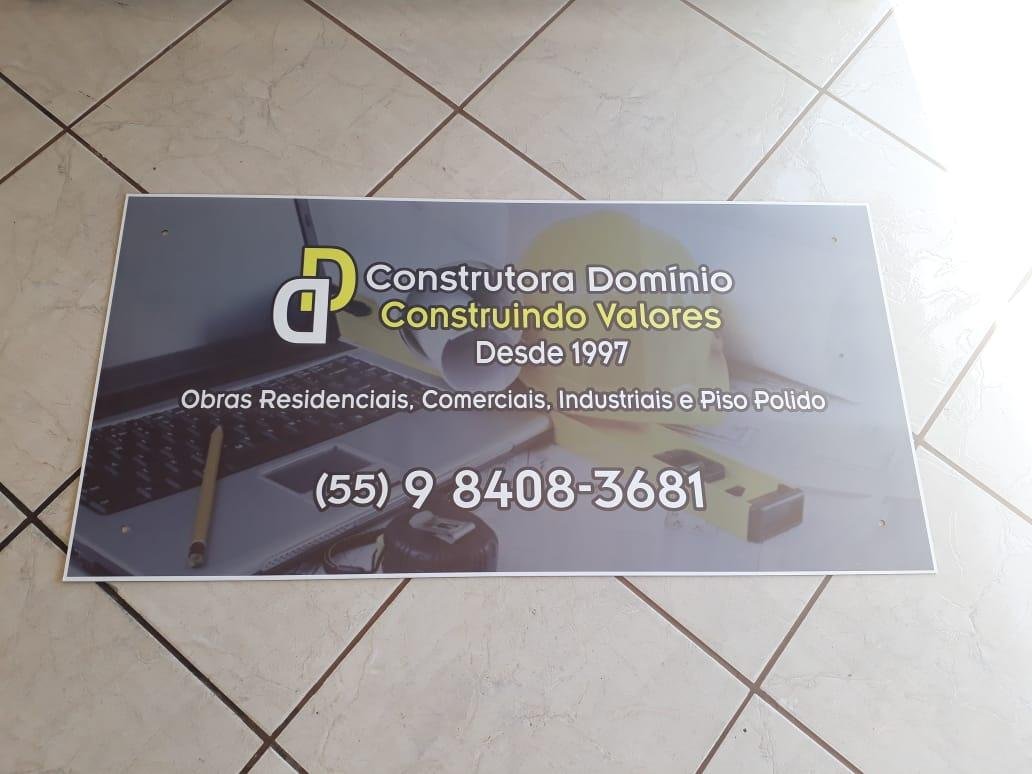 Construtora Domínio
Construindo Valores
Desde 1997
Obras Residenciais, Comerciais, Industriais e Piso Polido
(55) 9 8408-3681